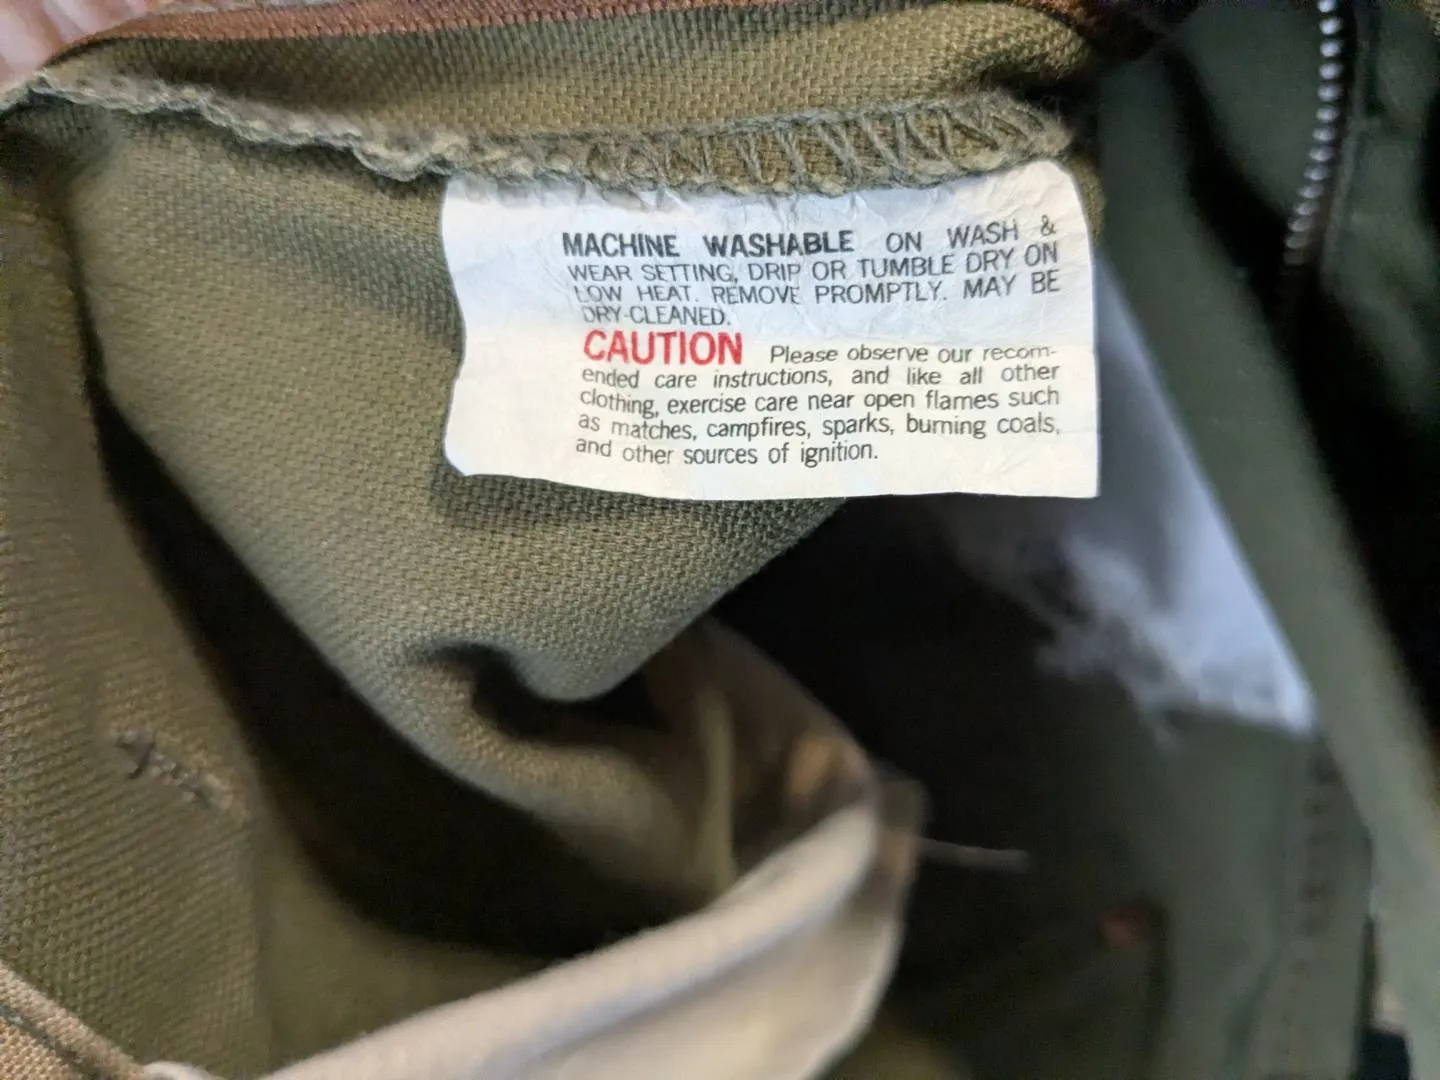 MACHINE WASHABLE ON WASH &
WEAR SETTING, DRIP OR TUMBLE DRY ON
LOW HEAT. REMOVE PROMPTLY. MAY BE
DRY-CLEANED.
CAUTION Please observe our recom-
ended care instructions, and like all other
clothing, exercise care near open flames such
as matches, campfires, sparks, burning coals,
and other sources of ignition.